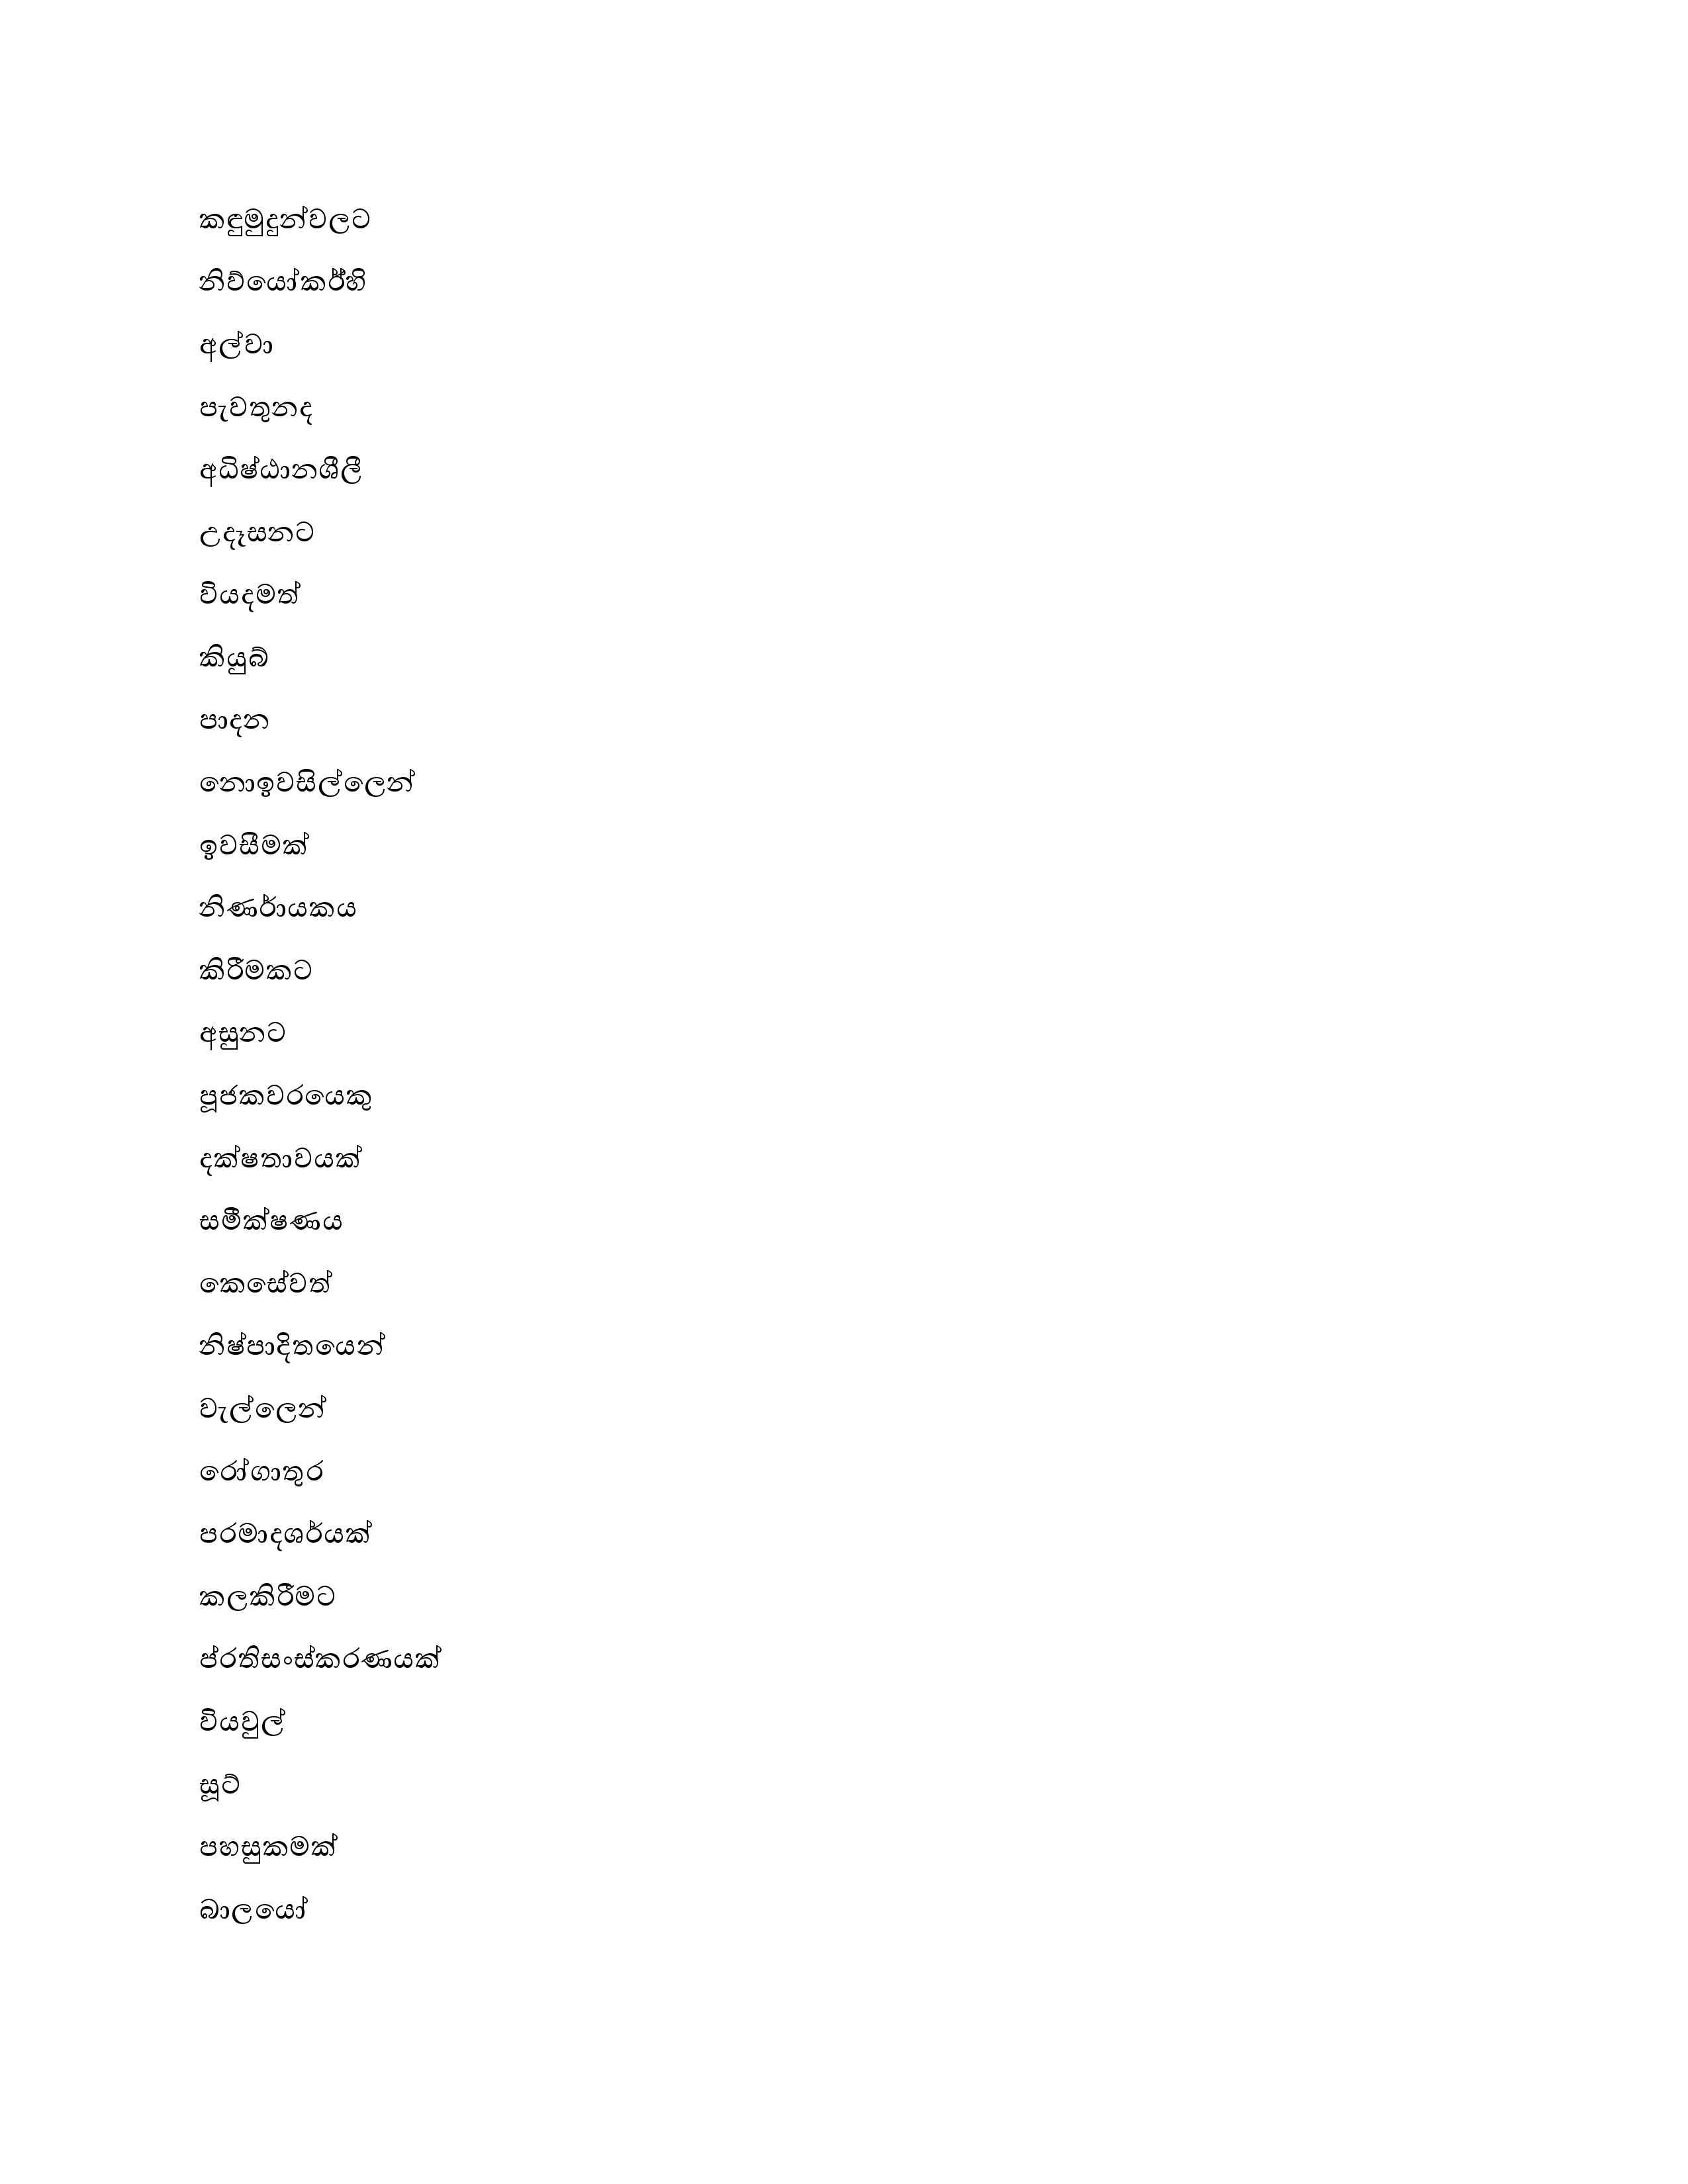 කඳුමුදුන්වලට
නිව්යෝර්ක්හි
අල්වා
පැවතුනද
අධිෂ්ඨානශීලී
උදෑසනට
වියදමත්
කියුබ්
පාදන
නොඉවසිල්ලෙන්
ඉවසීමක්
නිර්ණායකය
කිරීමකට
අසුනට
පූජකවරයෙකු
දක්ෂතාවයක්
සමීක්ෂණය
කෙසේවත්
නිෂ්පාදිතයෙන්
වැල්ලෙන්
රෝගාතුර
පරමාදර්ශයක්
කලකිරීමට
ප්රතිසංස්කරණයක්
වියවුල්
සූට්
පහසුකමක්
බාලයෝ